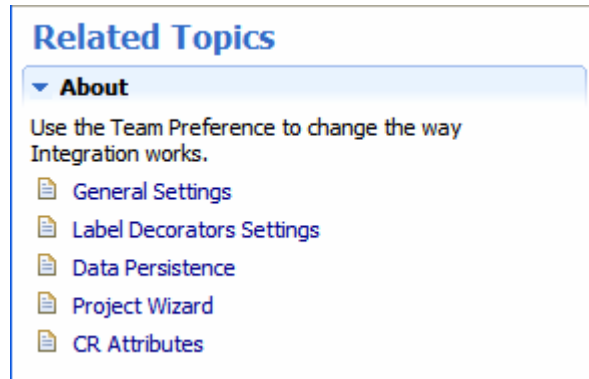 Related Topics
About
Use the Team Preference to change the way
Integration works.
General Settings
Label Decorators Settings
Data Persistence
Project Wizard
CR Attributes